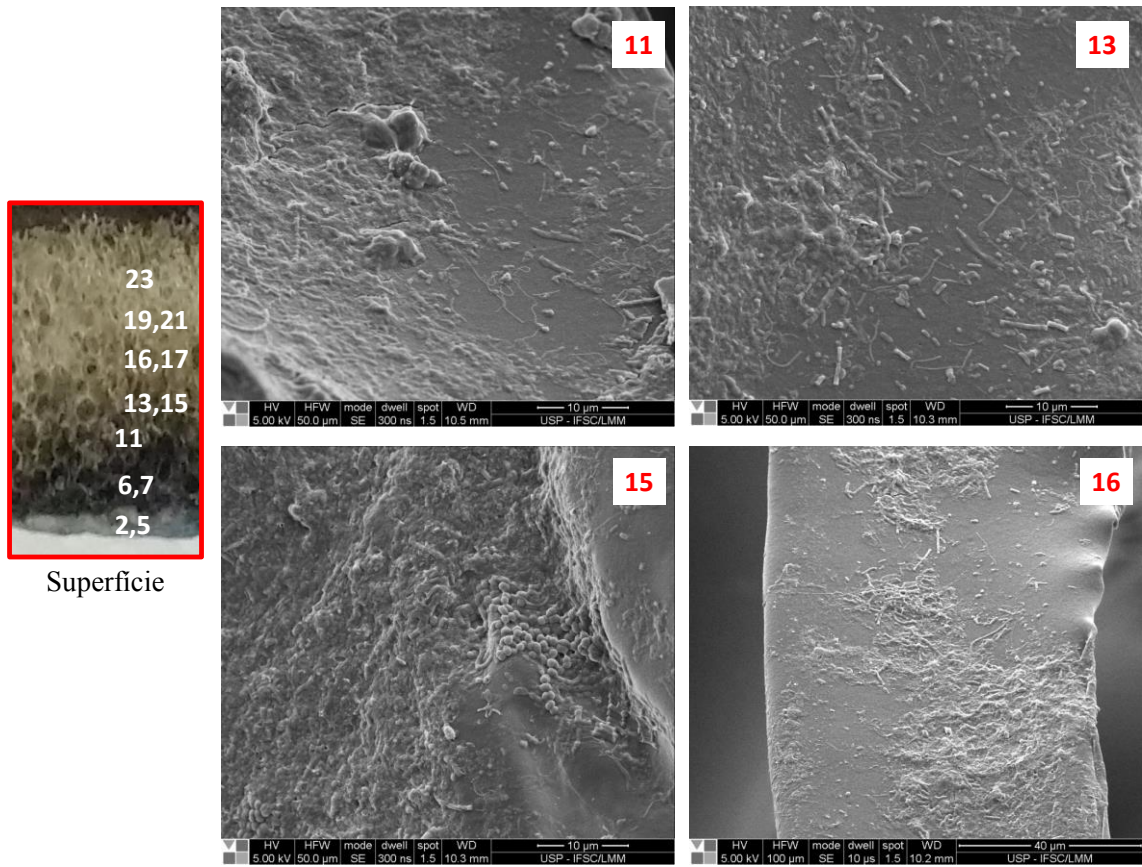 23
19,21
16,17
13,15
11
6,7
2,5
Superfície
11
HV HFW mode dwell spot WD 10 µm
5.00 kV 50.0 µm SE 300 ns 1.5 10.5 mm USP - IFSC/LMM
13
HV HFW mode dwell spot WD 10 µm
5.00 kV 50.0 µm SE 300 ns 1.5 10.3 mm USP - IFSC/LMM
15
HV HFW mode dwell spot WD 10 µm
5.00 kV 50.0 µm SE 300 ns 1.5 10.3 mm USP - IFSC/LMM
16
HV HFW mode dwell spot WD 40 µm
5.00 kV 100 µm SE 10 µs 1.5 10.2 mm USP - IFSC/LMM